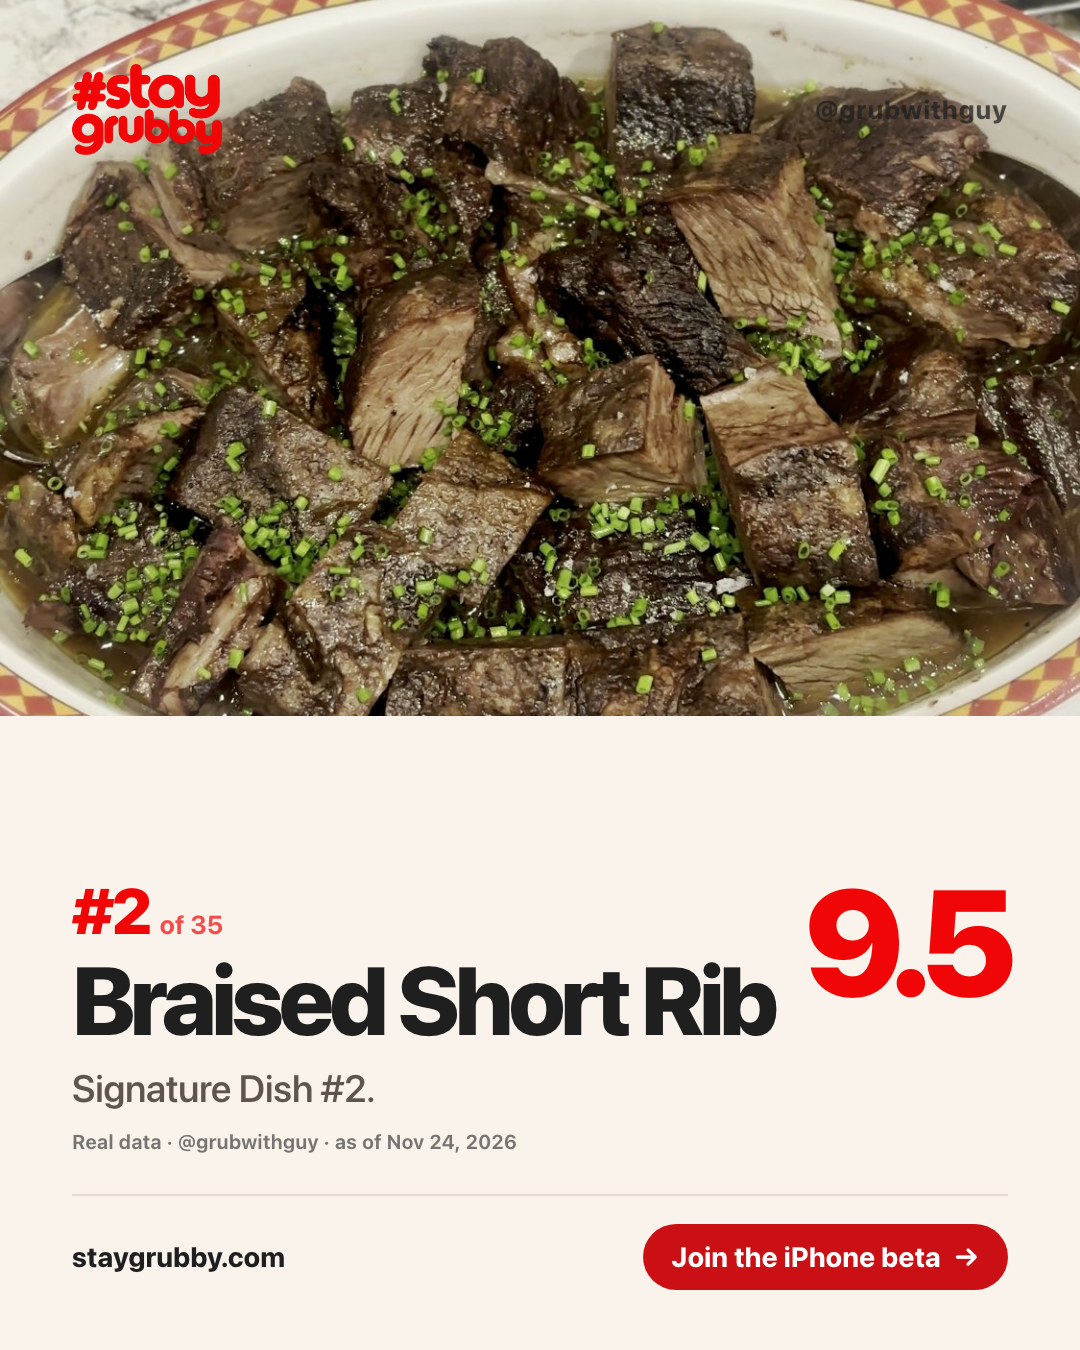 #stay
grubby
@grubwithguy
#2 of 35
9.5
Braised Short Rib
Signature Dish #2.
Real data · @grubwithguy · as of Nov 24, 2026
staygrubby.com
Join the iPhone beta →